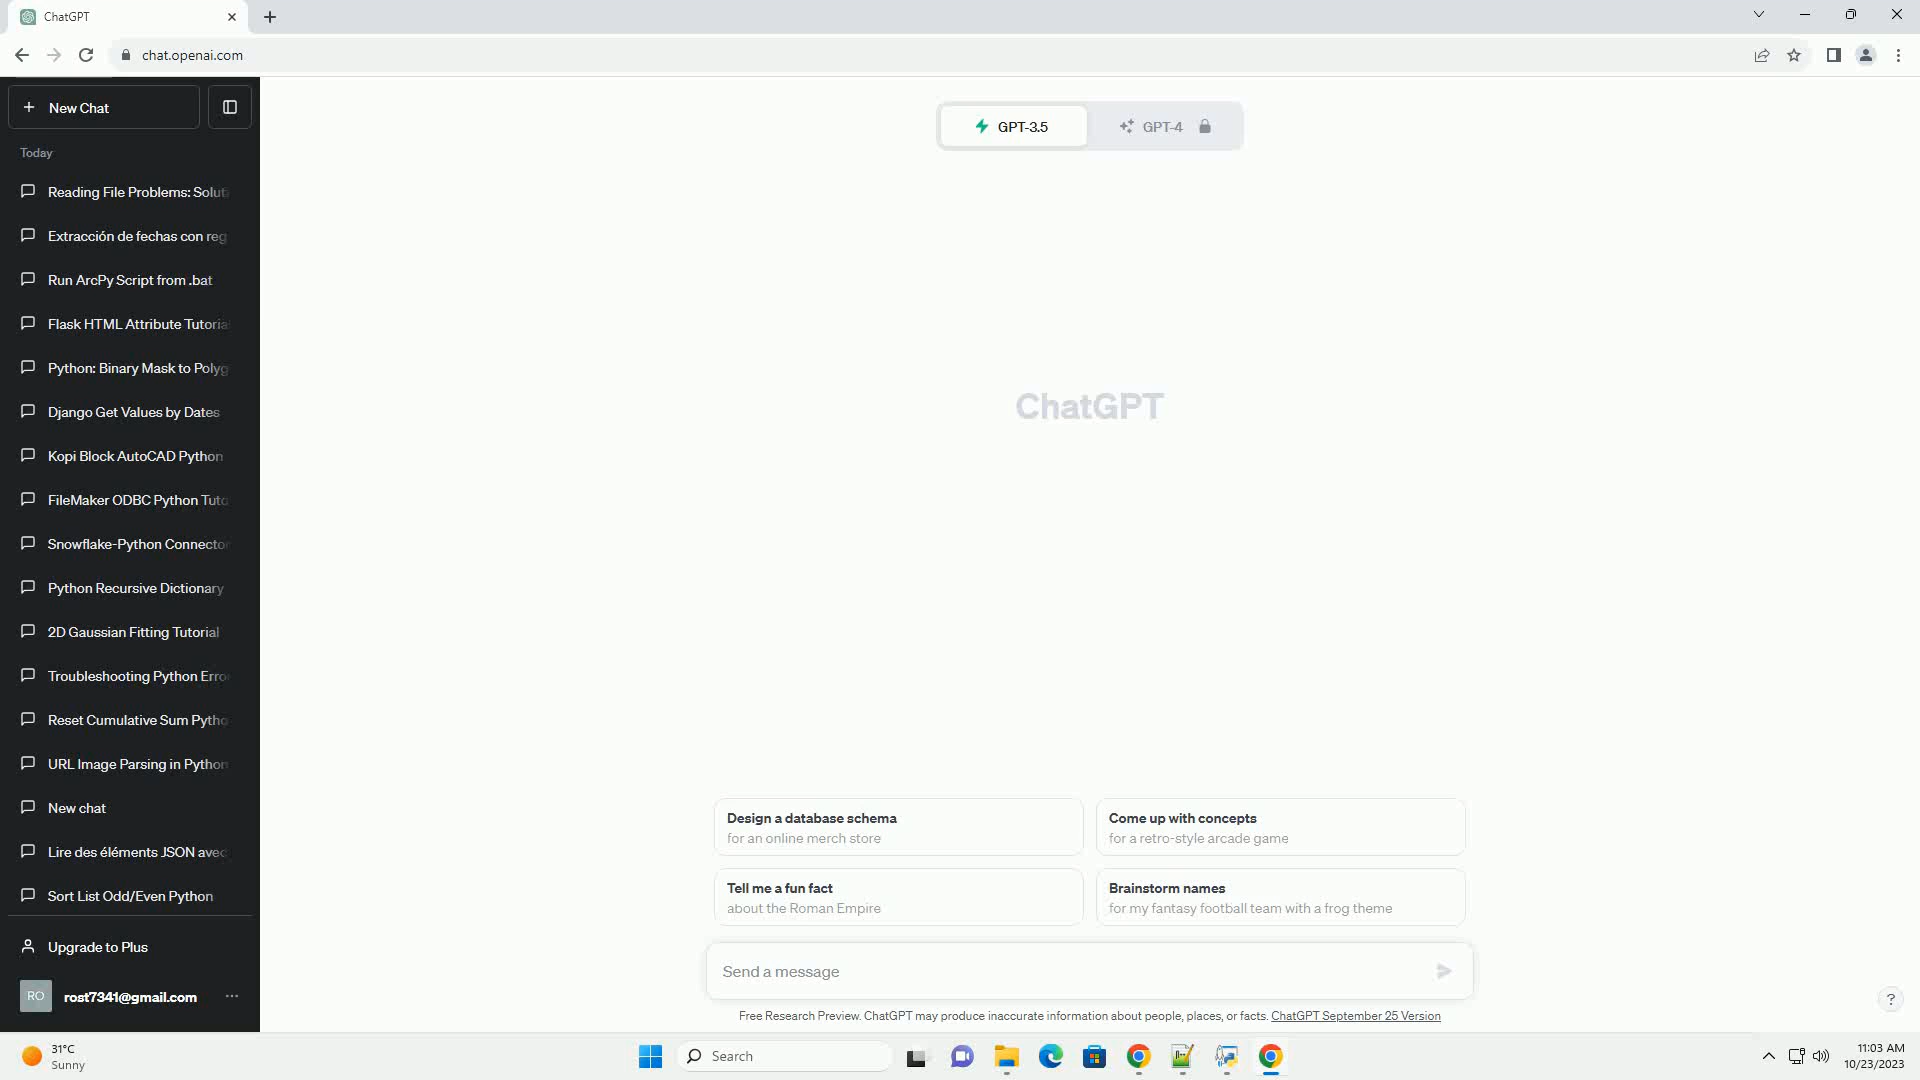 ChatGPT
chat.openai.com
New Chat
GPT-3.5
GPT-4
Today
Reading File Problems: Solut
Extracción de fechas con reg
Run ArcPy Script from .bat
Flask HTML Attribute Tutoria
Python: Binary Mask to Polyg
Django Get Values by Dates
Kopi Block AutoCAD Python
FileMaker ODBC Python Tuto
Snowflake-Python Connector
Python Recursive Dictionary
2D Gaussian Fitting Tutorial
Troubleshooting Python Erro
Reset Cumulative Sum Pytho
URL Image Parsing in Python
New chat
Lire des éléments JSON avec
Sort List Odd/Even Python
Upgrade to Plus
RO
rost7341@gmail.com
ChatGPT
Design a database schema
for an online merch store
Come up with concepts
for a retro-style arcade game
Tell me a fun fact
about the Roman Empire
Brainstorm names
for my fantasy football team with a frog theme
Send a message
Free Research Preview. ChatGPT may produce inaccurate information about people, places, or facts. ChatGPT September 25 Version
?
31°C
Sunny
Search
11:03 AM
10/23/2023